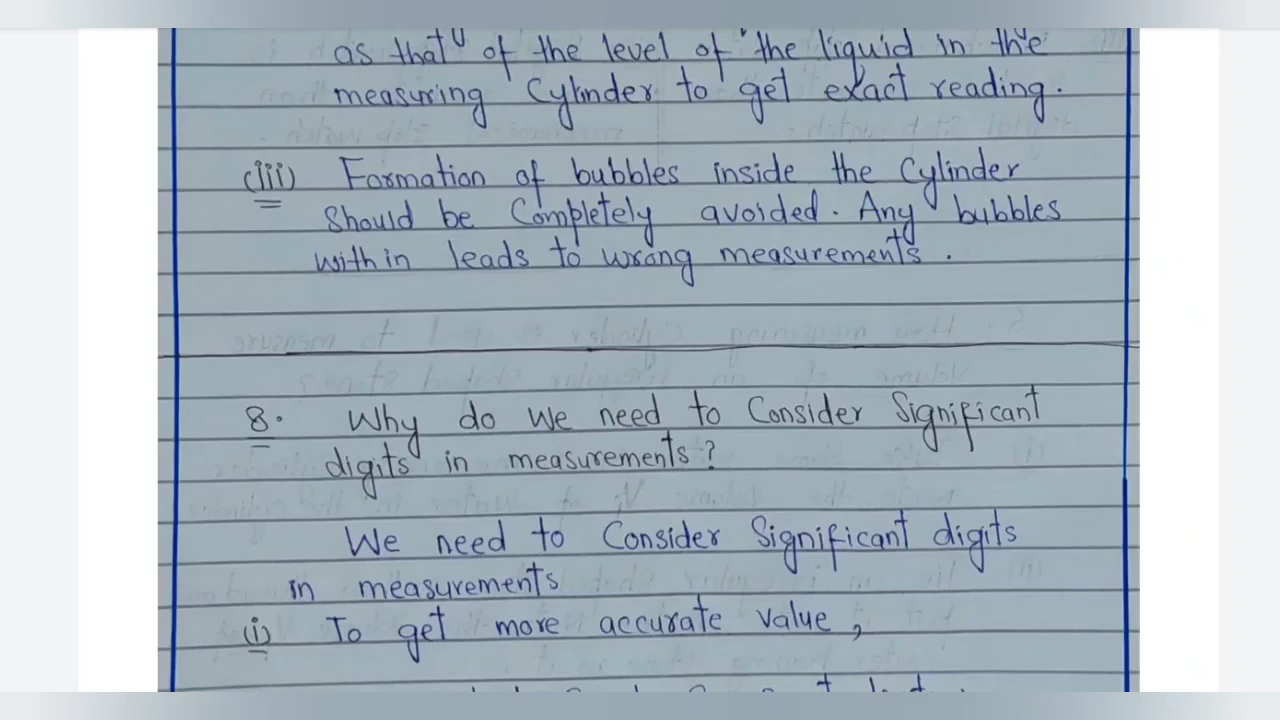 as that of the level of the liquid in the
measuring Cylinder to get exact reading.
(iii) Formation of bubbles inside the Cylinder
should be Completely avoided. Any bubbles
within leads to wrong measurements.
8. Why do we need to Consider Significant
digits in measurements?
We need to Consider Significant digits
in measurements
(i) To get more accurate value,